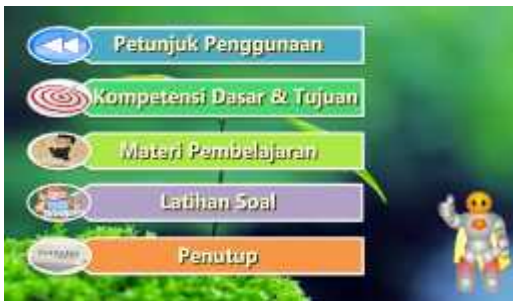 Petunjuk Penggunaan
Kompetensi Dasar & Tujuan
Materi Pembelajaran
Latihan Soal
Penutup